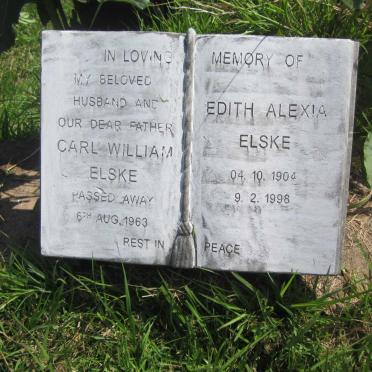 IN LOVING MEMORY OF
MY BELOVED
HUSBAND AND
OUR DEAR FATHER
CARL WILLIAM
ELSKE
PASSED AWAY
6TH AUG. 1963
EDITH ALEXIA
ELSKE
04. 10. 1904
9. 2. 1998
REST IN PEACE